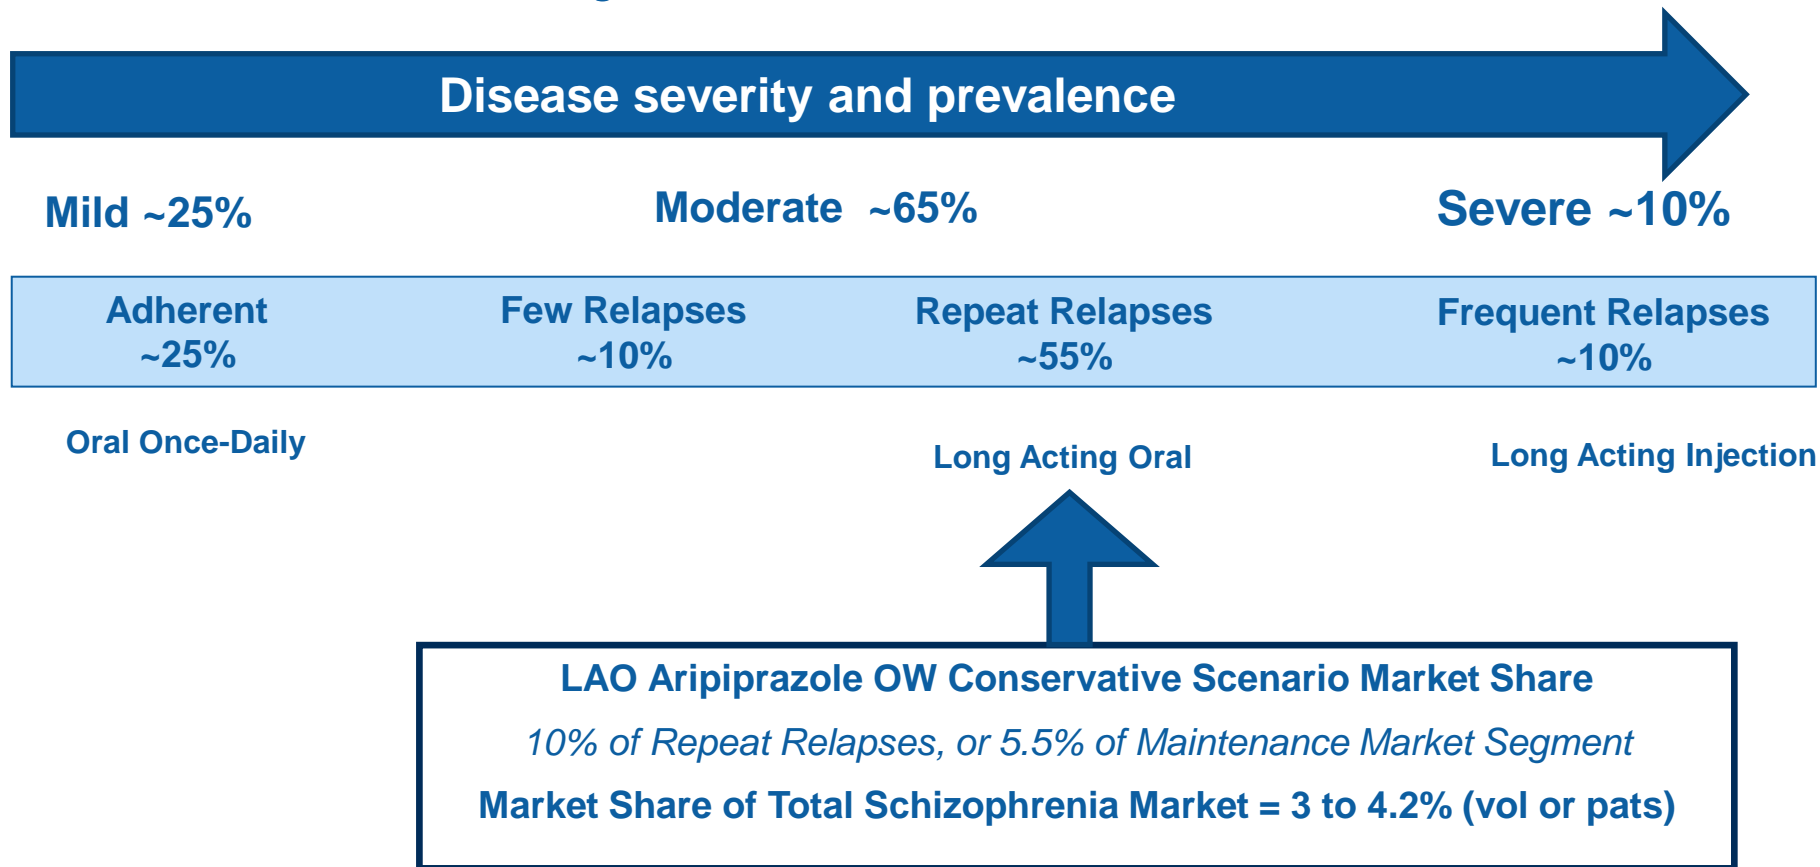 Disease severity and prevalence
Mild ~25%
Moderate ~65%
Severe ~10%
Adherent
~25%
Few Relapses
~10%
Repeat Relapses
~55%
Frequent Relapses
~10%
Oral Once-Daily
Long Acting Oral
Long Acting Injection
LAO Aripiprazole OW Conservative Scenario Market Share
10% of Repeat Relapses, or 5.5% of Maintenance Market Segment
Market Share of Total Schizophrenia Market = 3 to 4.2% (vol or pats)